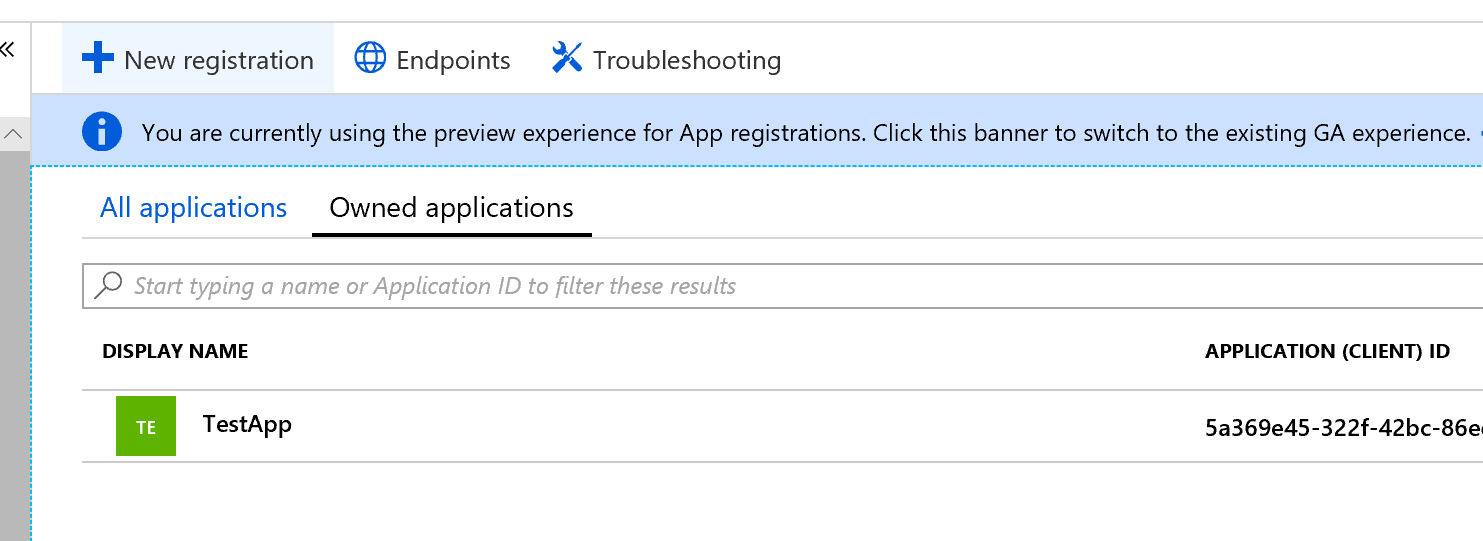 New registration Endpoints Troubleshooting
You are currently using the preview experience for App registrations. Click this banner to switch to the existing GA experience.
All applications Owned applications
Start typing a name or Application ID to filter these results
DISPLAY NAME APPLICATION (CLIENT) ID
TE TestApp 5a369e45-322f-42bc-86e